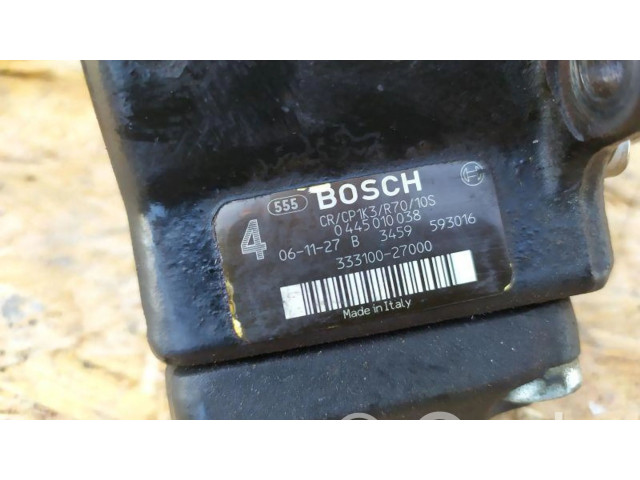 555 BOSCH
CR/CP1K3/R70/10S
4 0 445 010 038
06-11-27 B 3459 593016
333100-27000
Made in Italy